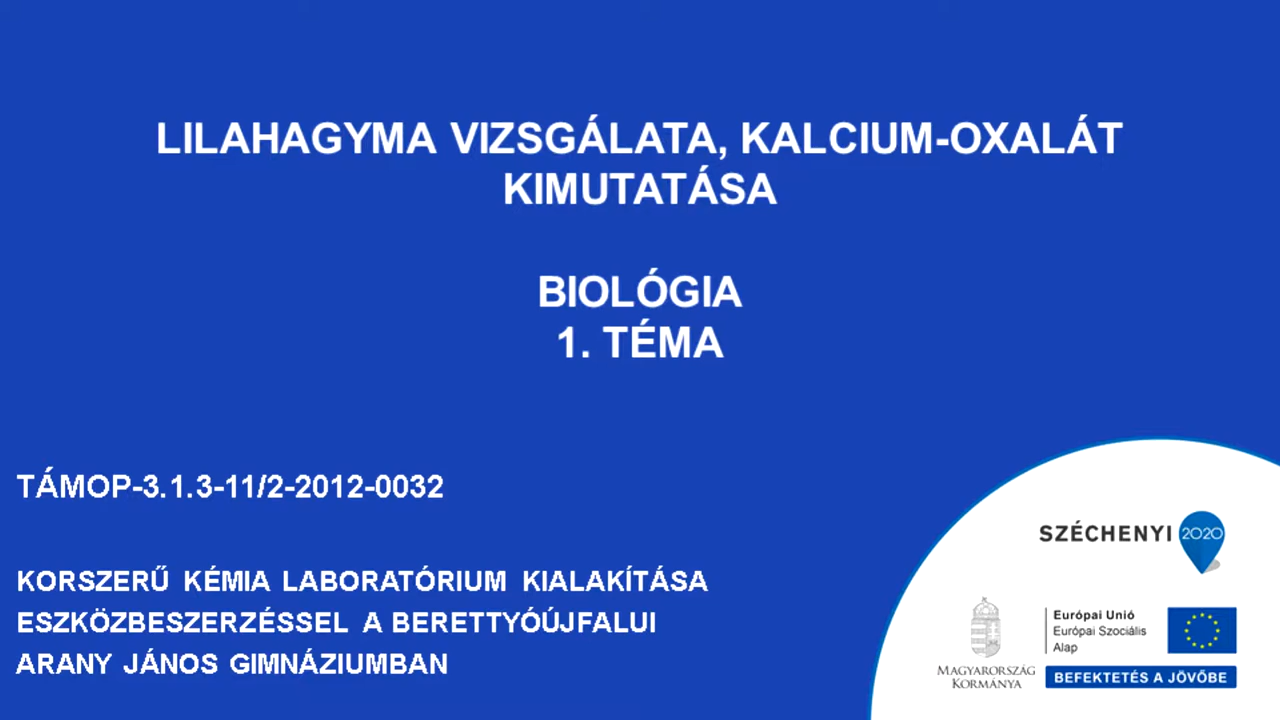 LILAHAGYMA VIZSGÁLATA, KALCIUM-OXALÁT
KIMUTATÁSA
BIOLÓGIA
1. TÉMA
TÁMOP-3.1.3-11/2-2012-0032
KORSZERŰ KÉMIA LABORATÓRIUM KIALAKÍTÁSA
ESZKÖZBESZERZÉSSEL A BERETTYÓÚJFALUI
ARANY JÁNOS GIMNÁZIUMBAN
SZÉCHENYI 2020
MAGYARORSZÁG
KORMÁNYA
Európai Unió
Európai Szociális
Alap
BEFEKTETÉS A JÖVŐBE